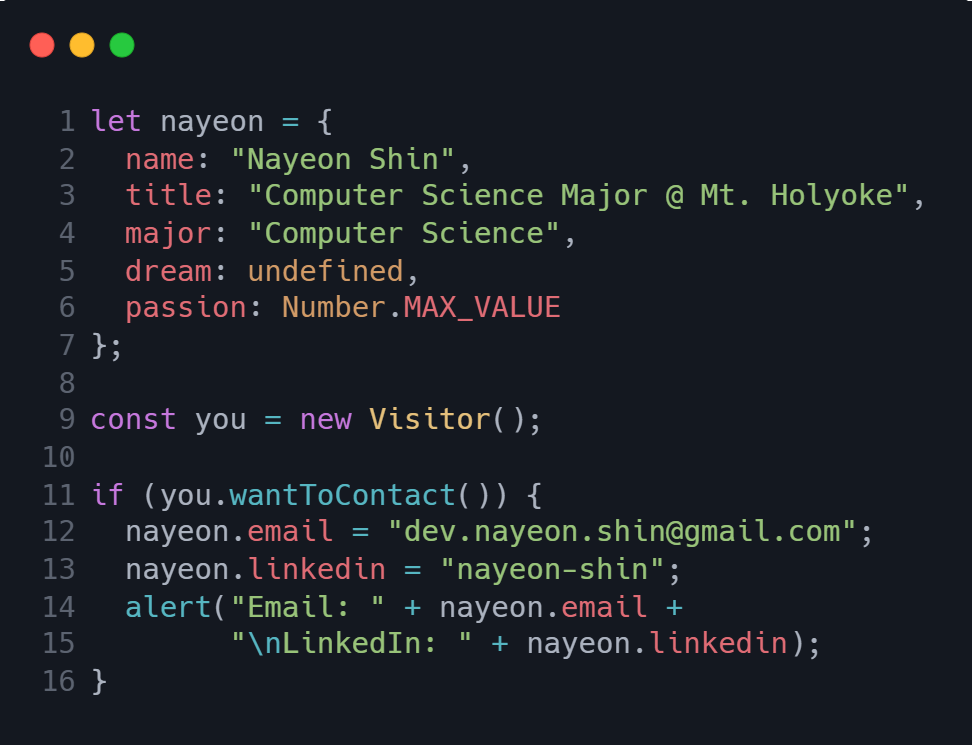 1 let nayeon = {
2   name: "Nayeon Shin",
3   title: "Computer Science Major @ Mt. Holyoke",
4   major: "Computer Science",
5   dream: undefined,
6   passion: Number.MAX_VALUE
7 };
8
9 const you = new Visitor();
10
11 if (you.wantToContact()) {
12   nayeon.email = "dev.nayeon.shin@gmail.com";
13   nayeon.linkedin = "nayeon-shin";
14   alert("Email: " + nayeon.email +
15         "\nLinkedIn: " + nayeon.linkedin);
16 }